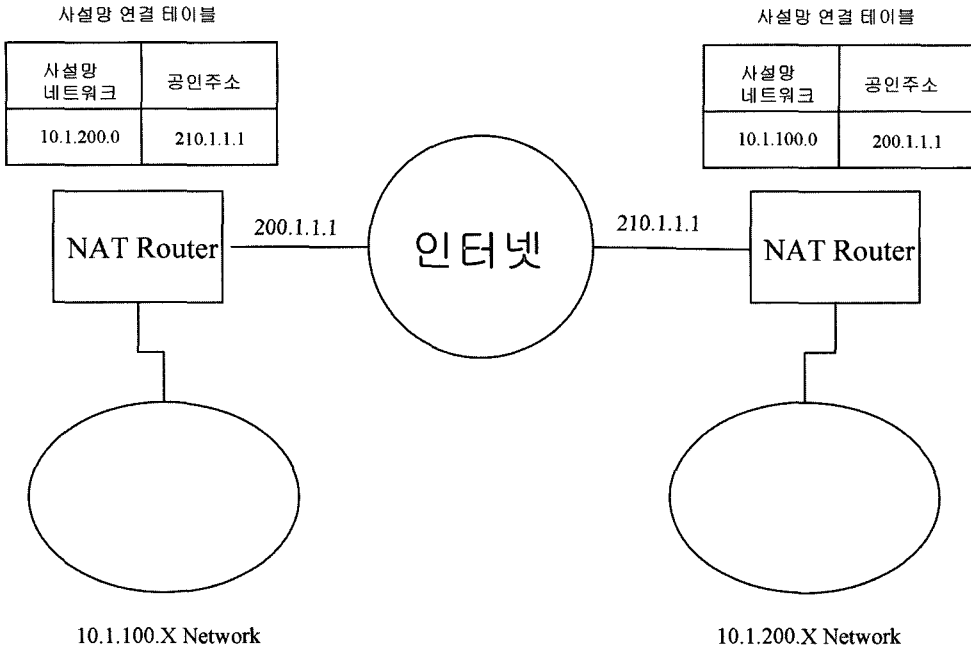 사설망 연결 테이블
사설망
네트워크
공인주소
10.1.200.0
210.1.1.1
사설망 연결 테이블
사설망
네트워크
공인주소
10.1.100.0
200.1.1.1
NAT Router
200.1.1.1
인터넷
210.1.1.1
NAT Router
10.1.100.X Network
10.1.200.X Network